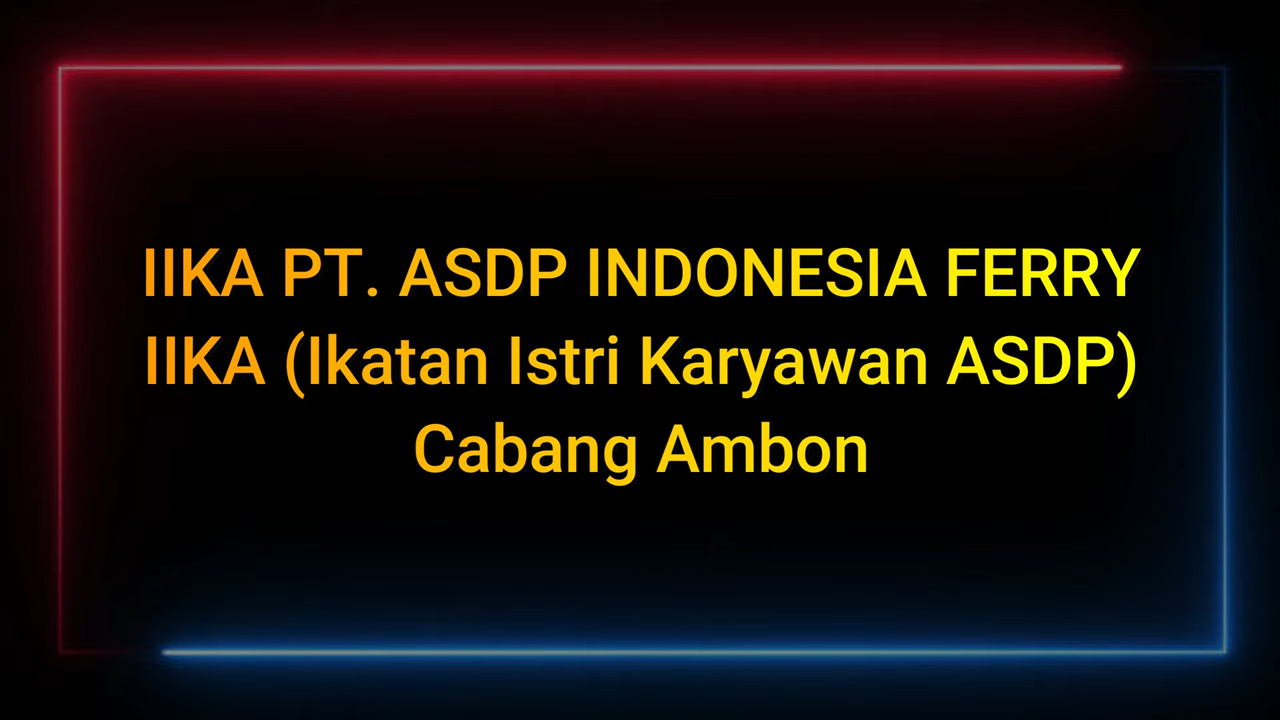 IIKA PT. ASDP INDONESIA FERRY
IIKA (Ikatan Istri Karyawan ASDP)
Cabang Ambon